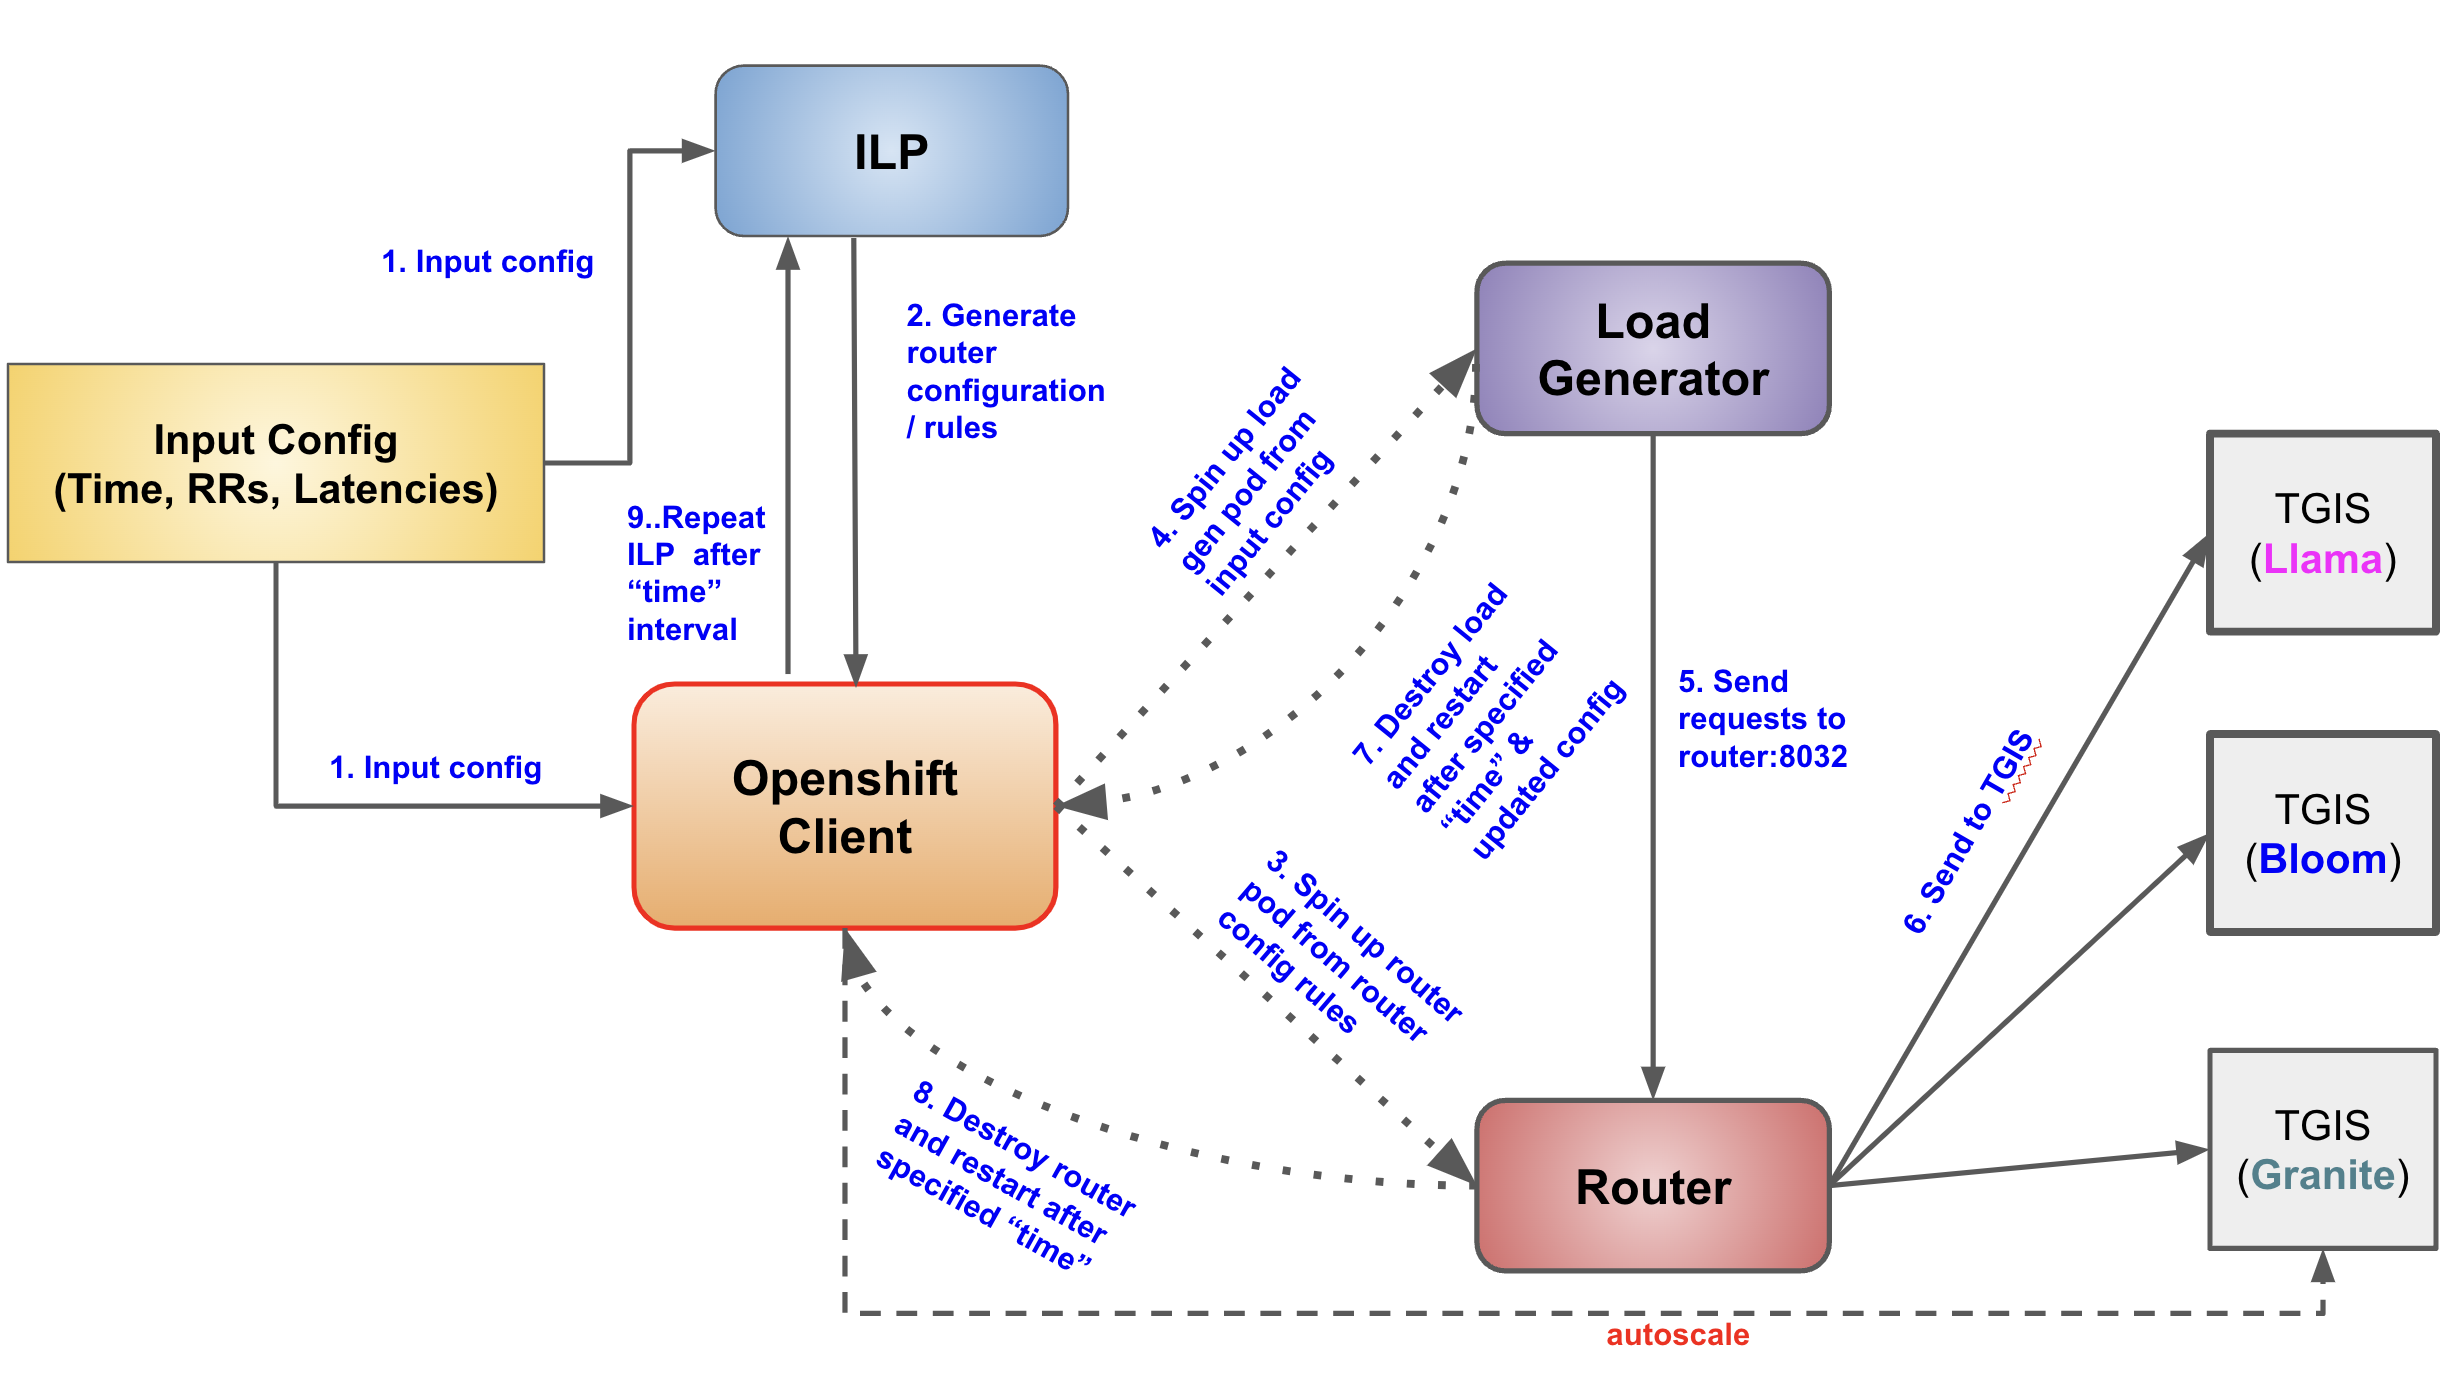 ILP
1. Input config
2. Generate
router
configuration
/ rules
Load
Generator
Input Config
(Time, RRs, Latencies)
9..Repeat
ILP  after
“time”
interval
4. Spin up load
gen pod from
input config
TGIS
(Llama)
7. Destroy load
and restart
after specified
“time” &
updated config
5. Send
requests to
router:8032
1. Input config
Openshift
Client
6. Send to TGIS
TGIS
(Bloom)
3. Spin up router
pod from router
config rules
8. Destroy router
and restart after
specified “time”
Router
TGIS
(Granite)
autoscale